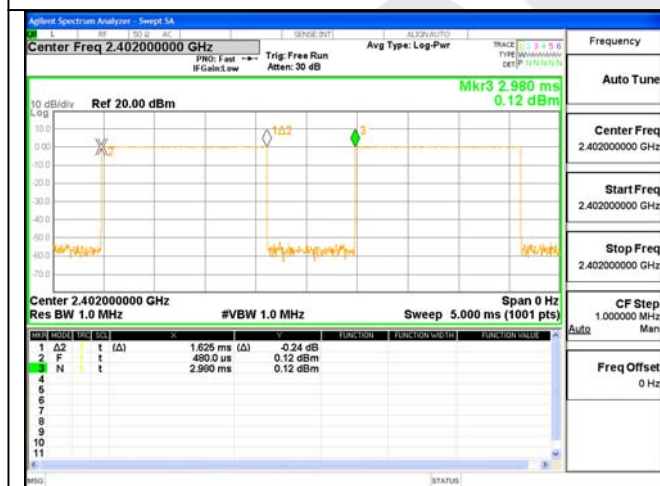 Agilent Spectrum Analyzer - Swept SA
L RF 50 Ω AC SENSE:INT ALIGNAUTO
Center Freq 2.402000000 GHz
PNO: Fast
IFGain:Low
Trig: Free Run
Atten: 30 dB
Avg Type: Log-Pwr
TRACE 1 2 3 4 5 6
TYPE
DET P N N N N N
Mkr3 2.980 ms
0.12 dBm
10 dB/div Ref 20.00 dBm
Log
10.0
0.00
-10.0
-20.0
-30.0
-40.0
-50.0
-60.0
-70.0
1Δ2
3
2
Center 2.402000000 GHz
Span 0 Hz
Res BW 1.0 MHz
#VBW 1.0 MHz
Sweep 5.000 ms (1001 pts)
MKR MODE TRC SCL X Y FUNCTION FUNCTION WIDTH FUNCTION VALUE
1 Δ2 1 t (Δ) 1.625 ms (Δ) -0.24 dB
2 F 1 t 480.0 µs 0.12 dBm
3 N 1 t 2.980 ms 0.12 dBm
4
5
6
7
8
9
10
11
MSG
STATUS
Frequency
Auto Tune
Center Freq
2.402000000 GHz
Start Freq
2.402000000 GHz
Stop Freq
2.402000000 GHz
CF Step
1.000000 MHz
Auto Man
Freq Offset
0 Hz